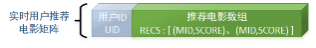 实时用户推荐
电影矩阵
用户ID
UID
推荐电影数组
RECS : [ (MID,SCORE)、(MID,SCORE) ]